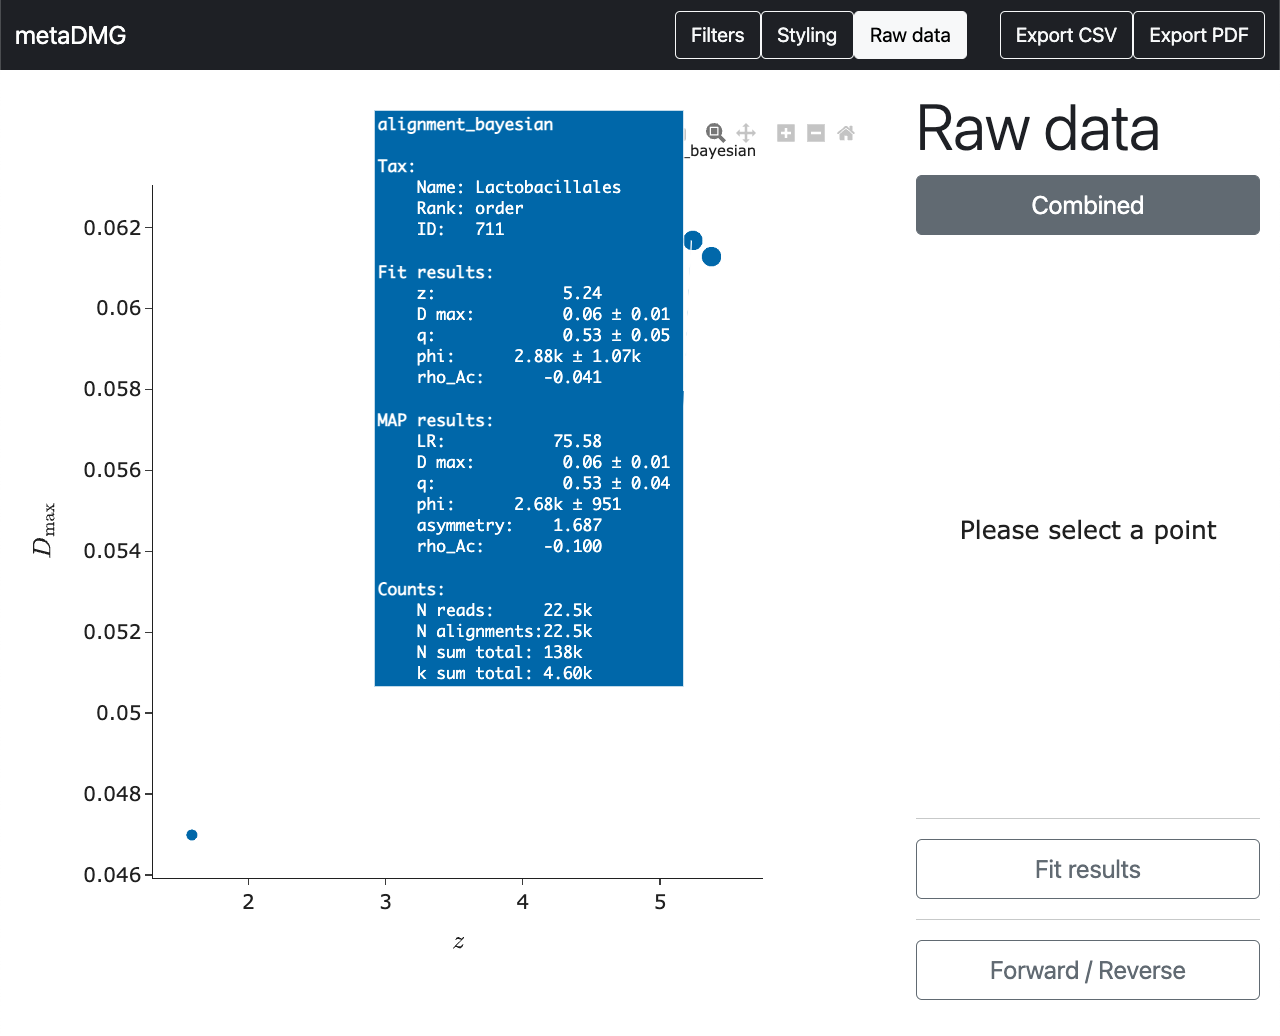 metaDMG
Filters
Styling
Raw data
Export CSV
Export PDF
alignment_bayesian
Tax:
Name: Lactobacillales
Rank: order
ID: 711
Fit results:
z: 5.24
D max: 0.06 ± 0.01
q: 0.53 ± 0.05
phi: 2.88k ± 1.07k
rho_Ac: -0.041
MAP results:
LR: 75.58
D max: 0.06 ± 0.01
q: 0.53 ± 0.04
phi: 2.68k ± 951
asymmetry: 1.687
rho_Ac: -0.100
Counts:
N reads: 22.5k
N alignments:22.5k
N sum total: 138k
k sum total: 4.60k
_bayesian
0.062
0.06
0.058
0.056
0.054
0.052
0.05
0.048
0.046
D max
2 3 4 5
z
Raw data
Combined
Please select a point
Fit results
Forward / Reverse